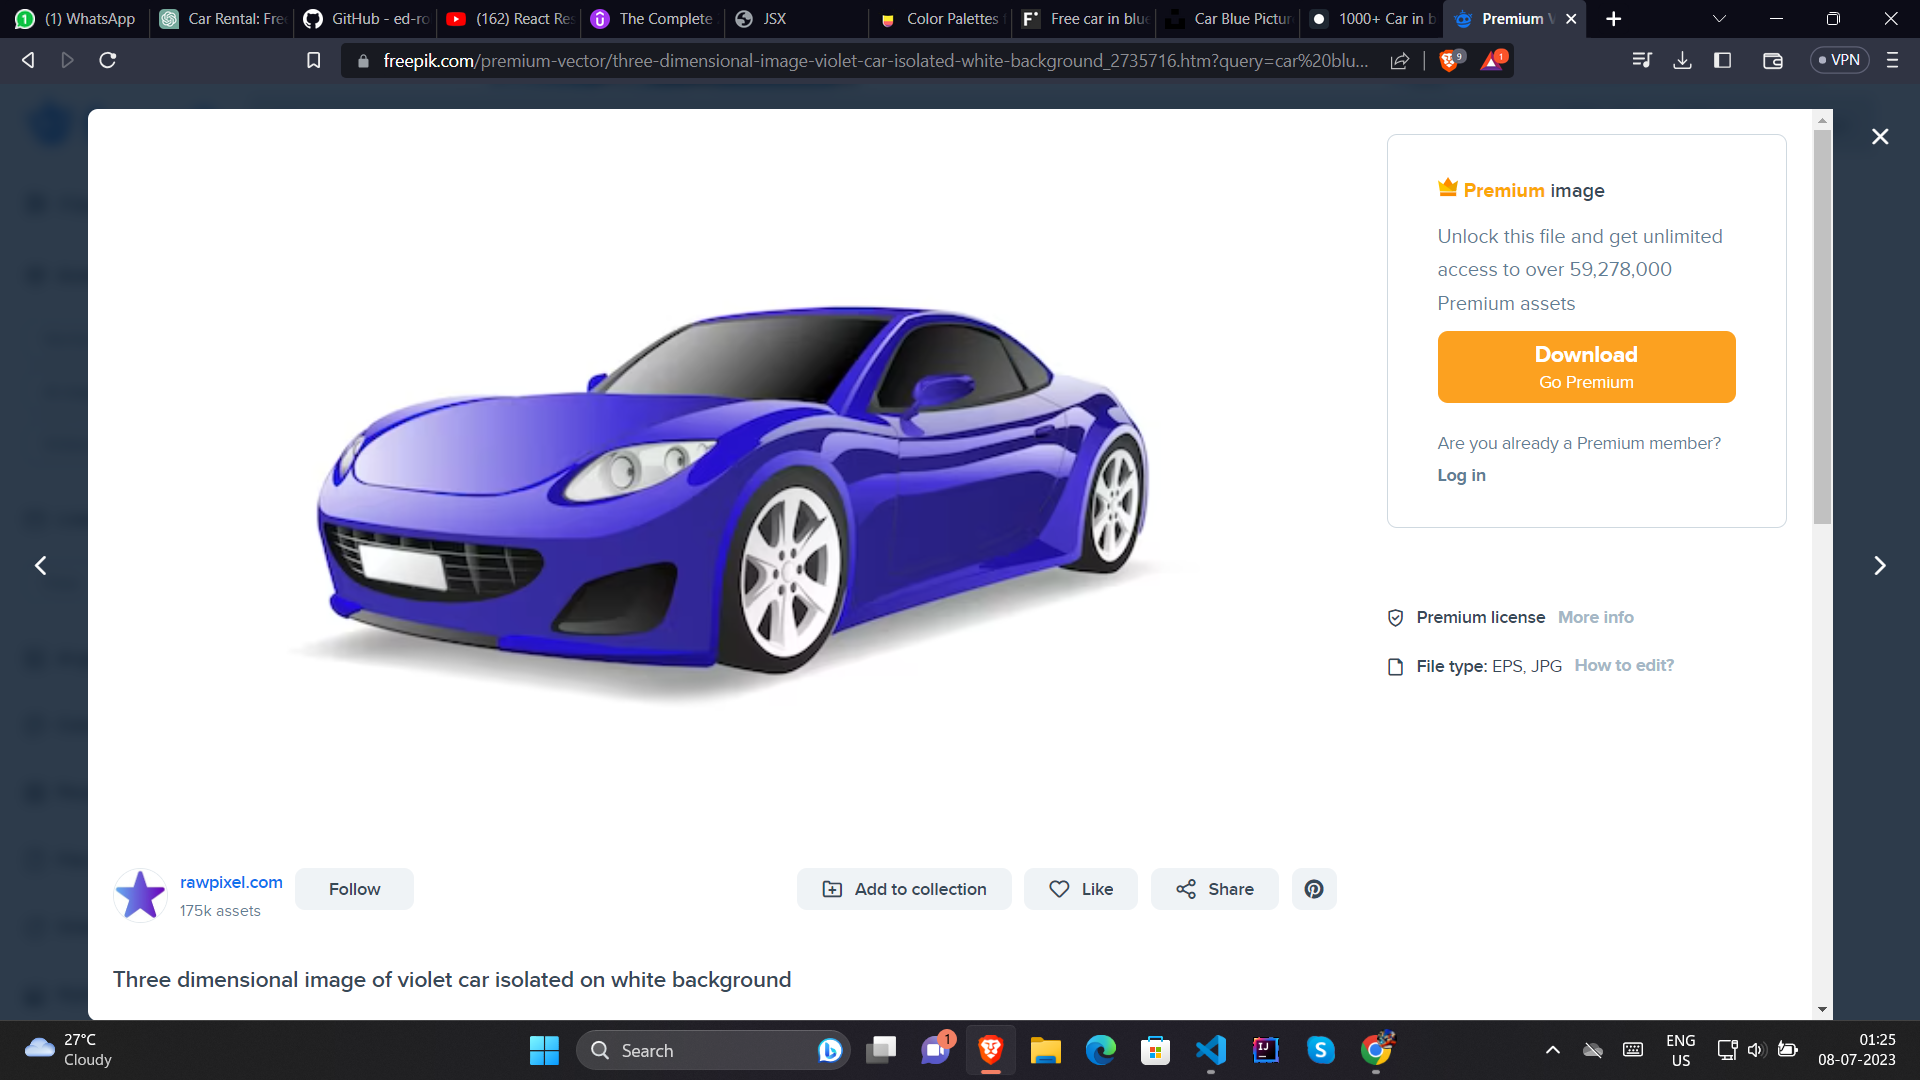 (1) WhatsApp
Car Rental: Fre
GitHub - ed-ro
(162) React Res
The Complete
JSX
Color Palettes
Free car in blue
Car Blue Pictur
1000+ Car in b
Premium V
freepik.com/premium-vector/three-dimensional-image-violet-car-isolated-white-background_2735716.htm?query=car%20blu...
9
1
VPN
Premium image
Unlock this file and get unlimited
access to over 59,278,000
Premium assets
Download
Go Premium
Are you already a Premium member?
Log in
Premium license More info
File type: EPS, JPG How to edit?
rawpixel.com
175k assets
Follow
Add to collection
Like
Share
Three dimensional image of violet car isolated on white background
27°C
Cloudy
Search
1
ENG
US
01:25
08-07-2023